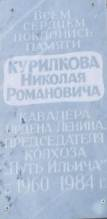 ВСЕМ
СЕРДЦЕМ
ПОКЛОНИСЬ
ПАМЯТИ
КУРИЛКОВА
НИКОЛАЯ
РОМАНОВИЧА
КАВАЛЕРА
ОРДЕНА ЛЕНИНА,
ПРЕДСЕДАТЕЛЯ
КОЛХОЗА
"ПУТЬ ИЛЬИЧА"
1960-1984 г